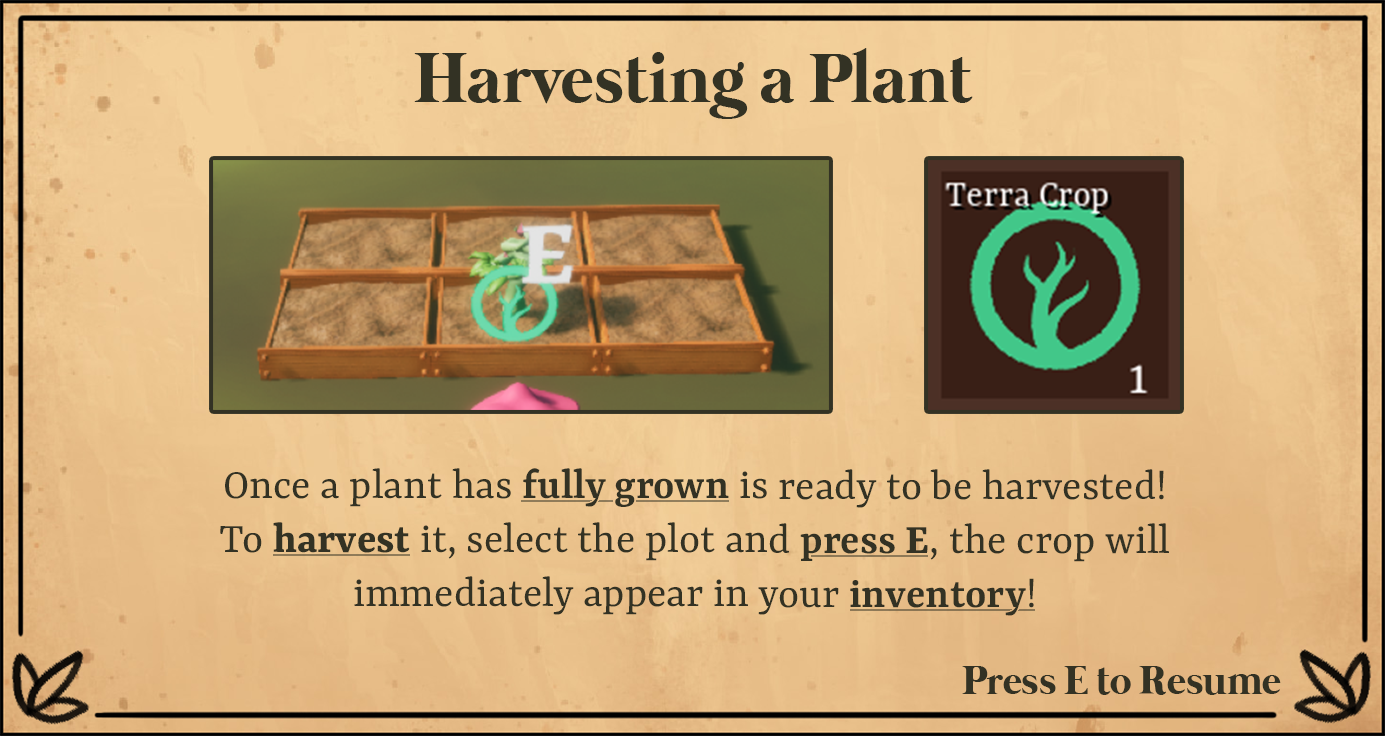 Harvesting a Plant
E
Terra Crop
1
Once a plant has fully grown is ready to be harvested!
To harvest it, select the plot and press E, the crop will
immediately appear in your inventory!
Press E to Resume